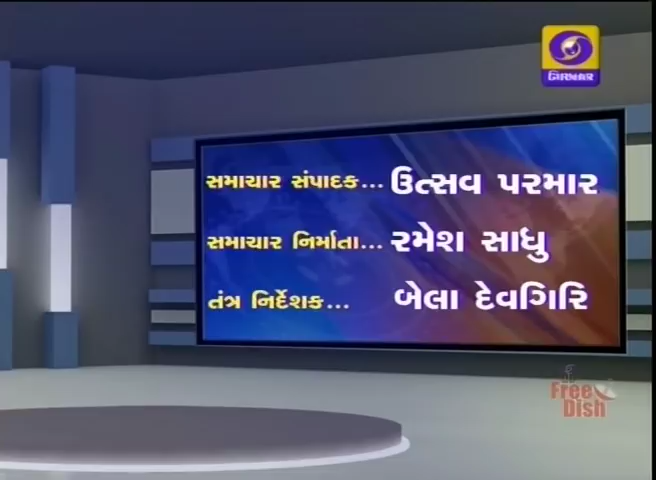 ગિરનાર
સમાચાર સંપાદક... ઉત્સવ પરમાર
સમાચાર નિર્માતા... રમેશ સાધુ
તંત્ર નિર્દેશક... બેલા દેવગિરિ
Free
Dish